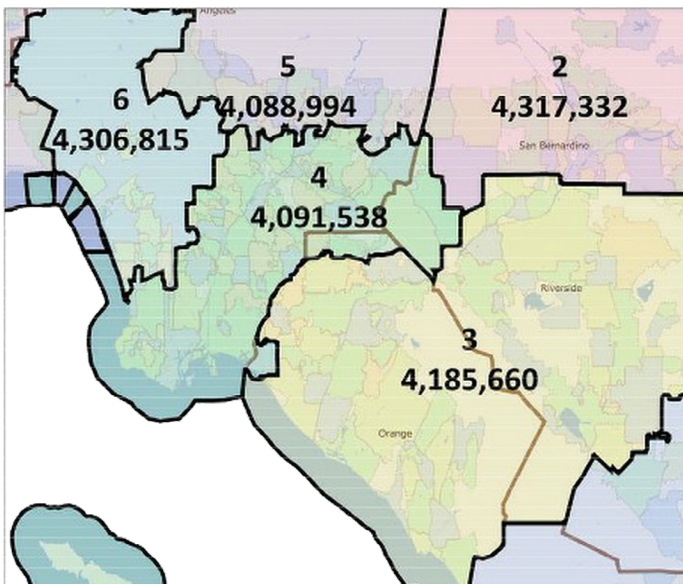 Angeles
5
4,088,994
2
4,317,332
San Bernardino
6
4,306,815
4
4,091,538
Riverside
3
4,185,660
Orange